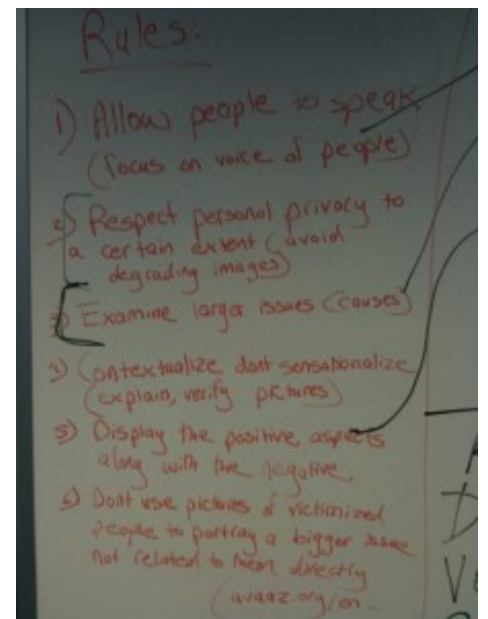 Rules:
1) Allow people to speak
(focus on voice of people)
2) Respect personal privacy to
a certain extent (avoid
degrading images)
3) Examine larger issues (causes)
4) Contextualize dont sensationalize
(explain, verify pictures)
5) Display the positive aspects
along with the negative.
6) Dont use pictures of victimized
people to portray a bigger issue
not related to them directly
(avaaz.org/en